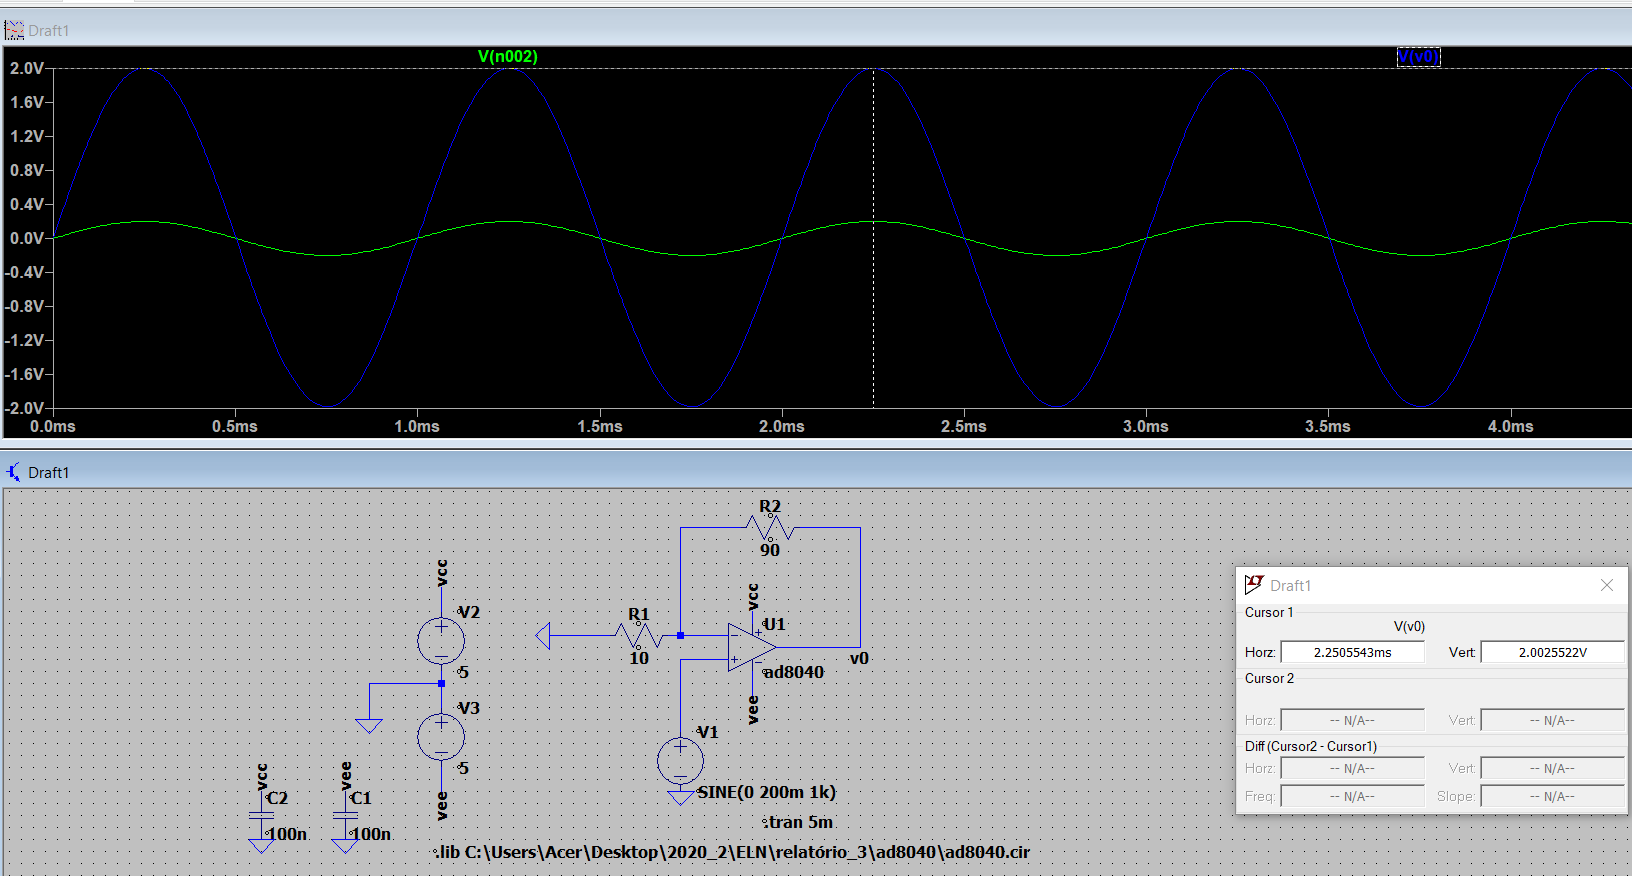 Draft1
V(n002) V(v0)
2.0V
1.6V
1.2V
0.8V
0.4V
0.0V
-0.4V
-0.8V
-1.2V
-1.6V
-2.0V
0.0ms 0.5ms 1.0ms 1.5ms 2.0ms 2.5ms 3.0ms 3.5ms 4.0ms
Draft1
R2
90
vcc
V2
5
V3
5
vee
vcc
C2
100n
vee
C1
100n
R1
10
vcc
U1
ad8040
vee
v0
V1
SINE(0 200m 1k)
.tran 5m
.lib C:\Users\Acer\Desktop\2020_2\ELN\relatório_3\ad8040\ad8040.cir
Draft1
Cursor 1
V(v0)
Horz: 2.2505543ms Vert: 2.0025522V
Cursor 2
Horz: -- N/A-- Vert: -- N/A--
Diff (Cursor2 - Cursor1)
Horz: -- N/A-- Vert: -- N/A--
Freq: -- N/A-- Slope: -- N/A--